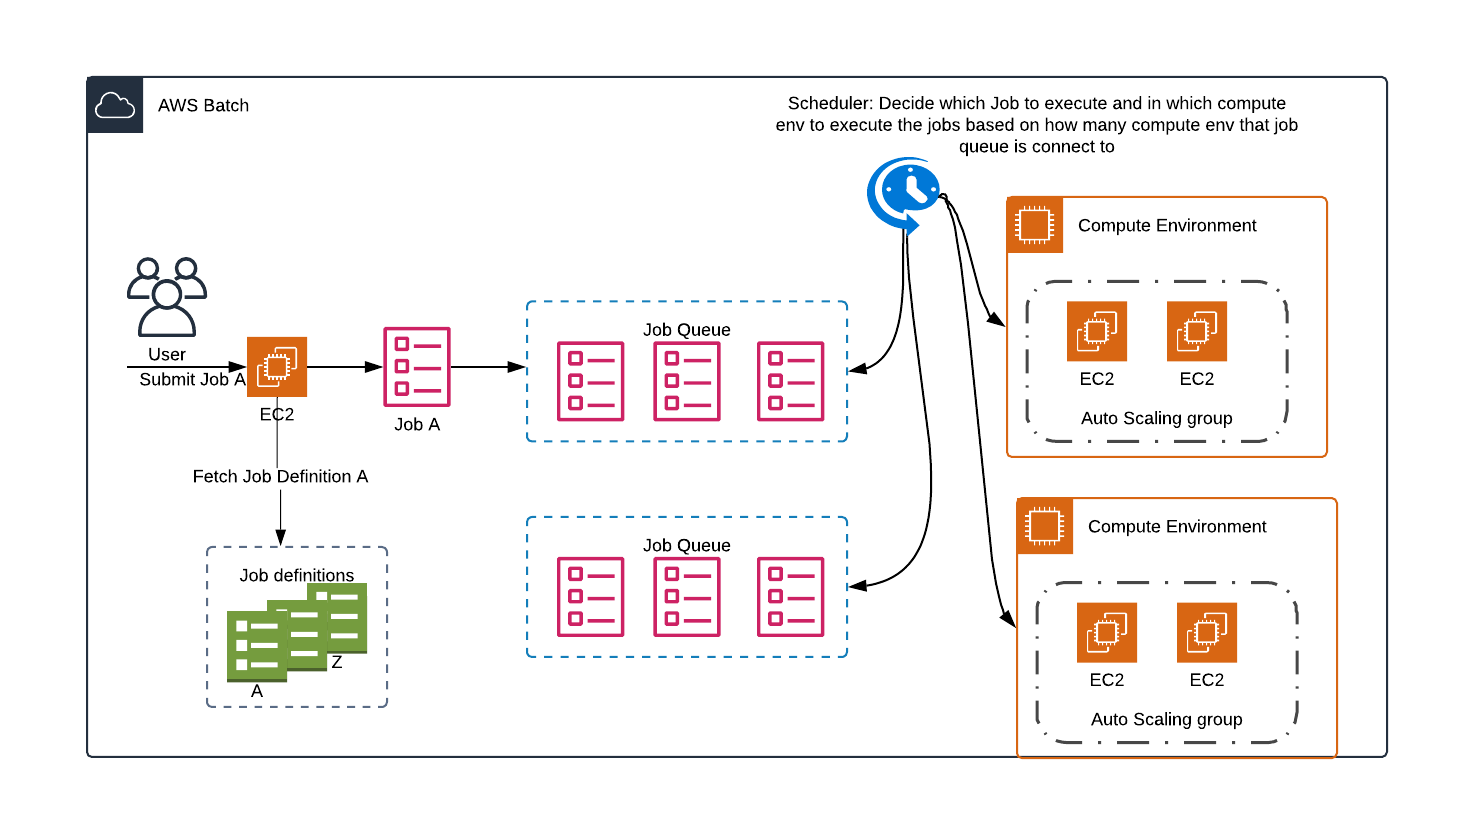 AWS Batch
Scheduler: Decide which Job to execute and in which compute
env to execute the jobs based on how many compute env that job
queue is connect to
Compute Environment
EC2
EC2
Auto Scaling group
User
Submit Job A
EC2
Job A
Job Queue
Fetch Job Definition A
Job definitions
A
Z
Job Queue
Compute Environment
EC2
EC2
Auto Scaling group